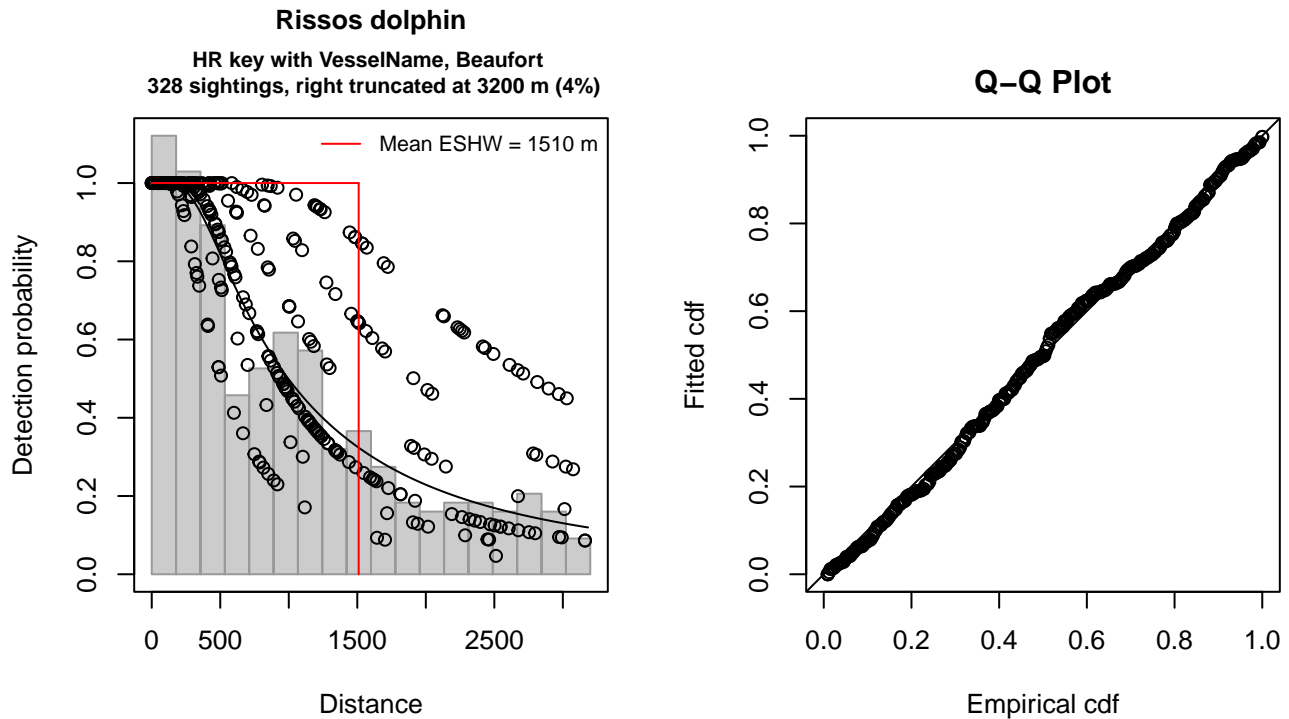 Rissos dolphin
HR key with VesselName, Beaufort
328 sightings, right truncated at 3200 m (4%)
Mean ESHW = 1510 m
Detection probability
1.0
0.8
0.6
0.4
0.2
0.0
0
500
1500
2500
Distance
Q−Q Plot
Fitted cdf
1.0
0.8
0.6
0.4
0.2
0.0
0.0
0.2
0.4
0.6
0.8
1.0
Empirical cdf